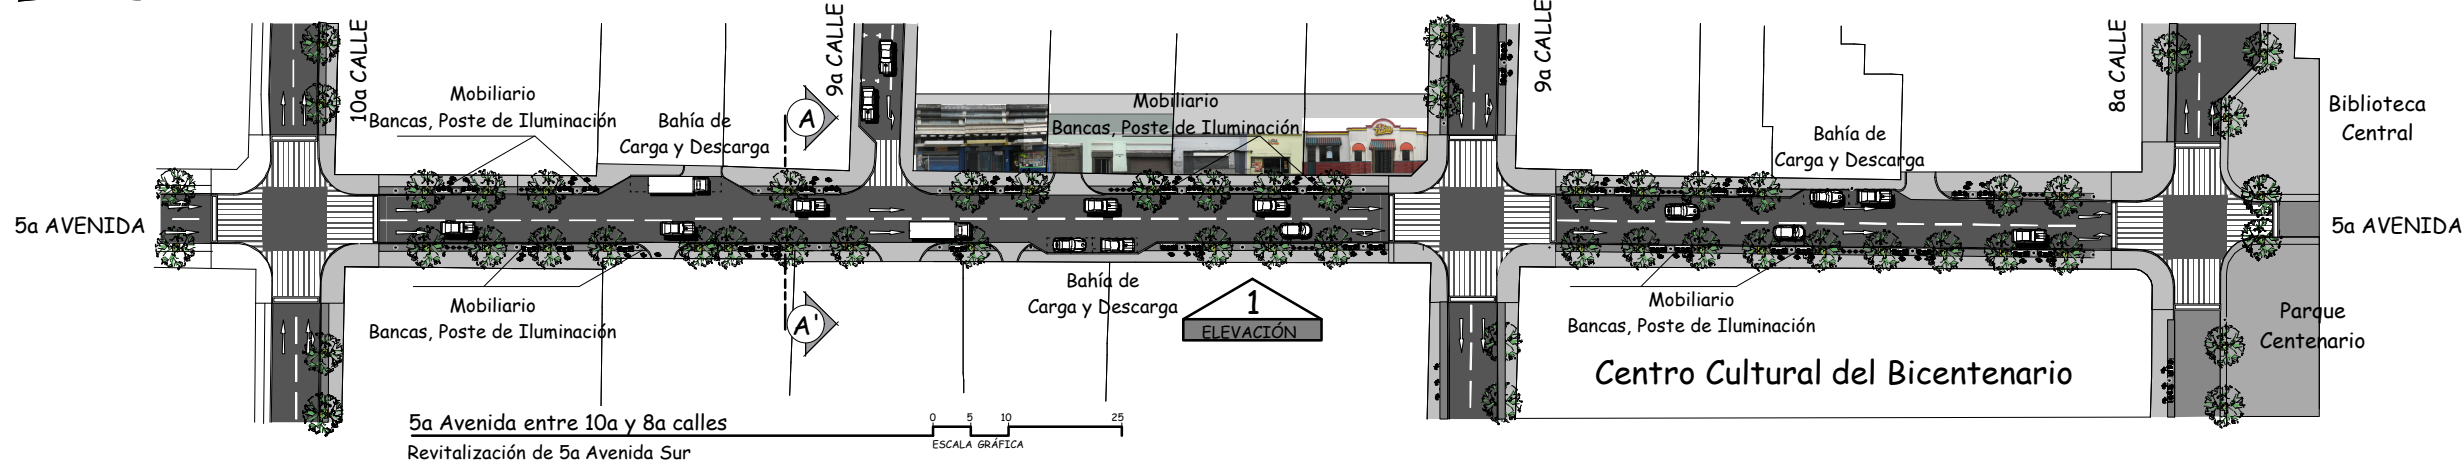 10a CALLE
9a CALLE
9a CALLE
8a CALLE
Mobiliario
Bancas, Poste de Iluminación
Bahía de
Carga y Descarga
A
Mobiliario
Bancas, Poste de Iluminación
Bahía de
Carga y Descarga
Biblioteca
Central
5a AVENIDA
5a AVENIDA
Mobiliario
Bancas, Poste de Iluminación
A'
Bahía de
Carga y Descarga
1
ELEVACIÓN
Mobiliario
Bancas, Poste de Iluminación
Parque
Centenario
Centro Cultural del Bicentenario
5a Avenida entre 10a y 8a calles
Revitalización de 5a Avenida Sur
0 5 10 25
ESCALA GRÁFICA